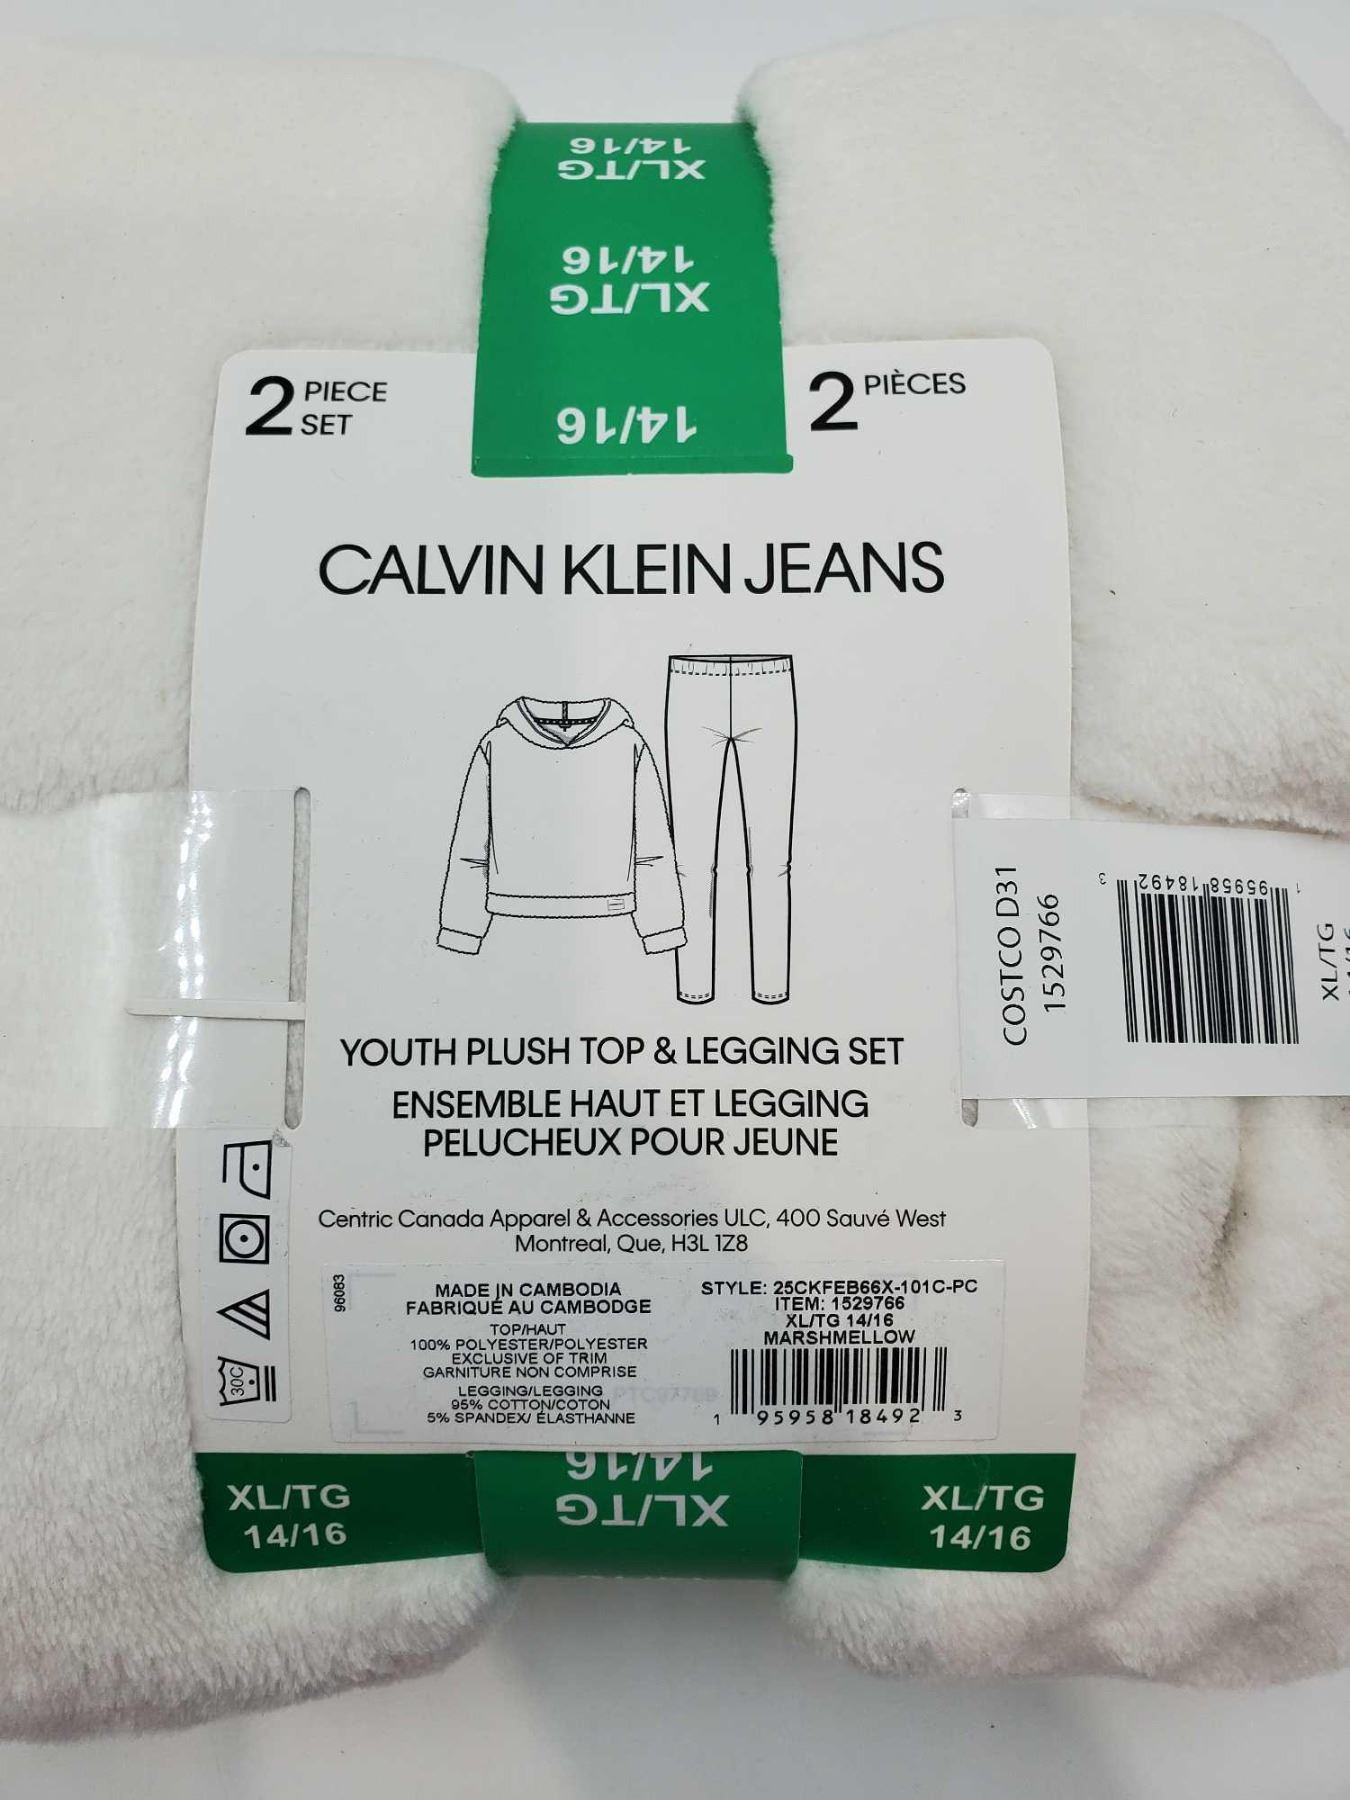 14/16
XL/TG
14/16
XL/TG
14/16
2 PIECE
SET
2 PIÈCES
CALVIN KLEIN JEANS
COSTCO D31
1529766
1 95958 18492 3
XL/TG
YOUTH PLUSH TOP & LEGGING SET
ENSEMBLE HAUT ET LEGGING
PELUCHEUX POUR JEUNE
Centric Canada Apparel & Accessories ULC, 400 Sauvé West
Montreal, Que, H3L 1Z8
30C
96083
MADE IN CAMBODIA
FABRIQUÉ AU CAMBODGE
TOP/HAUT
100% POLYESTER/POLYESTER
EXCLUSIVE OF TRIM
GARNITURE NON COMPRISE
LEGGING/LEGGING
95% COTTON/COTON
5% SPANDEX/ ÉLASTHANNE
STYLE: 25CKFEB66X-101C-PC
ITEM: 1529766
XL/TG 14/16
MARSHMELLOW
1 95958 18492 3
XL/TG
14/16
14/16
XL/TG
XL/TG
14/16